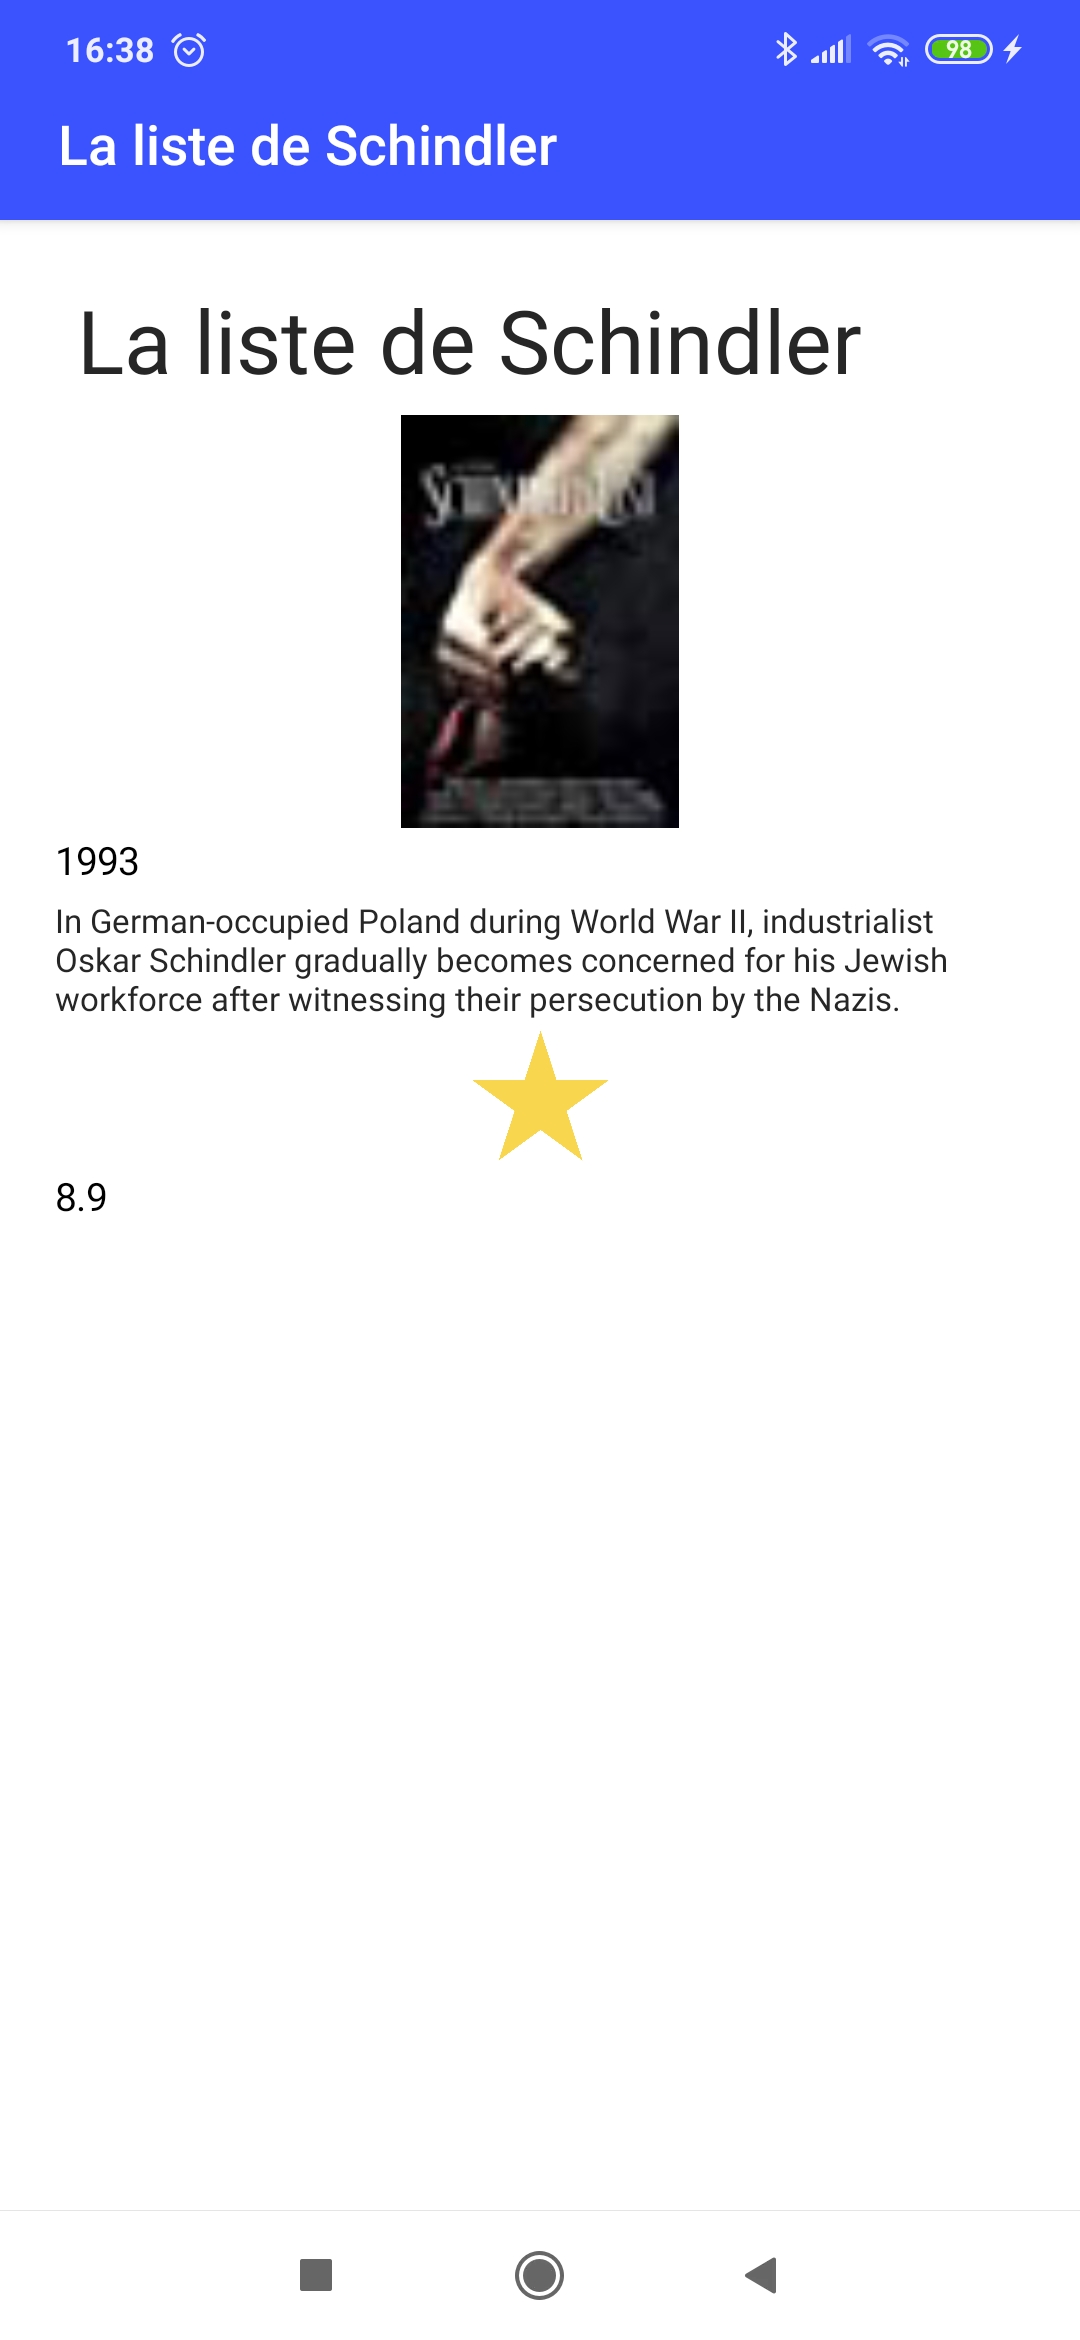 16:38
98
La liste de Schindler
La liste de Schindler
1993
In German-occupied Poland during World War II, industrialist
Oskar Schindler gradually becomes concerned for his Jewish
workforce after witnessing their persecution by the Nazis.
8.9